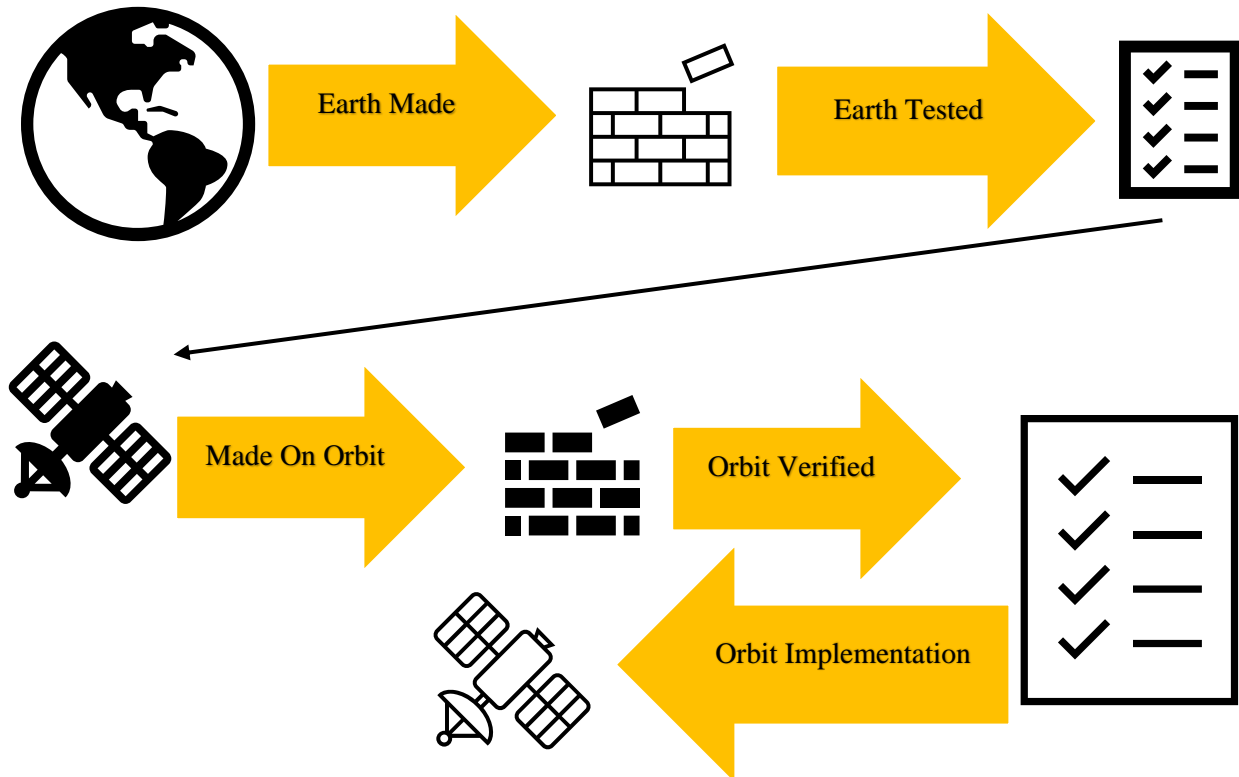 Earth Made
Earth Tested
Made On Orbit
Orbit Verified
Orbit Implementation